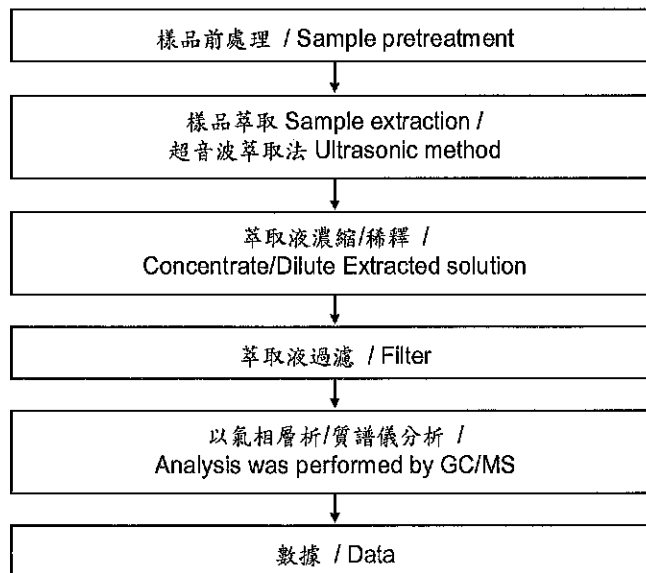 樣品前處理 / Sample pretreatment
樣品萃取 Sample extraction /
超音波萃取法 Ultrasonic method
萃取液濃縮/稀釋 /
Concentrate/Dilute Extracted solution
萃取液過濾 / Filter
以氣相層析/質譜儀分析 /
Analysis was performed by GC/MS
數據 / Data